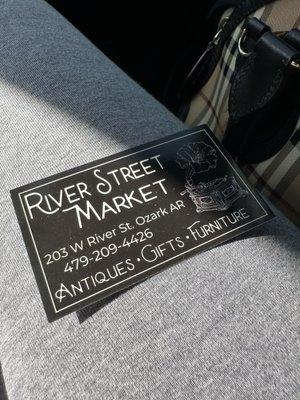 River Street
Market
203 W River St. Ozark AR
479-209-4426
Antiques • Gifts • Furniture